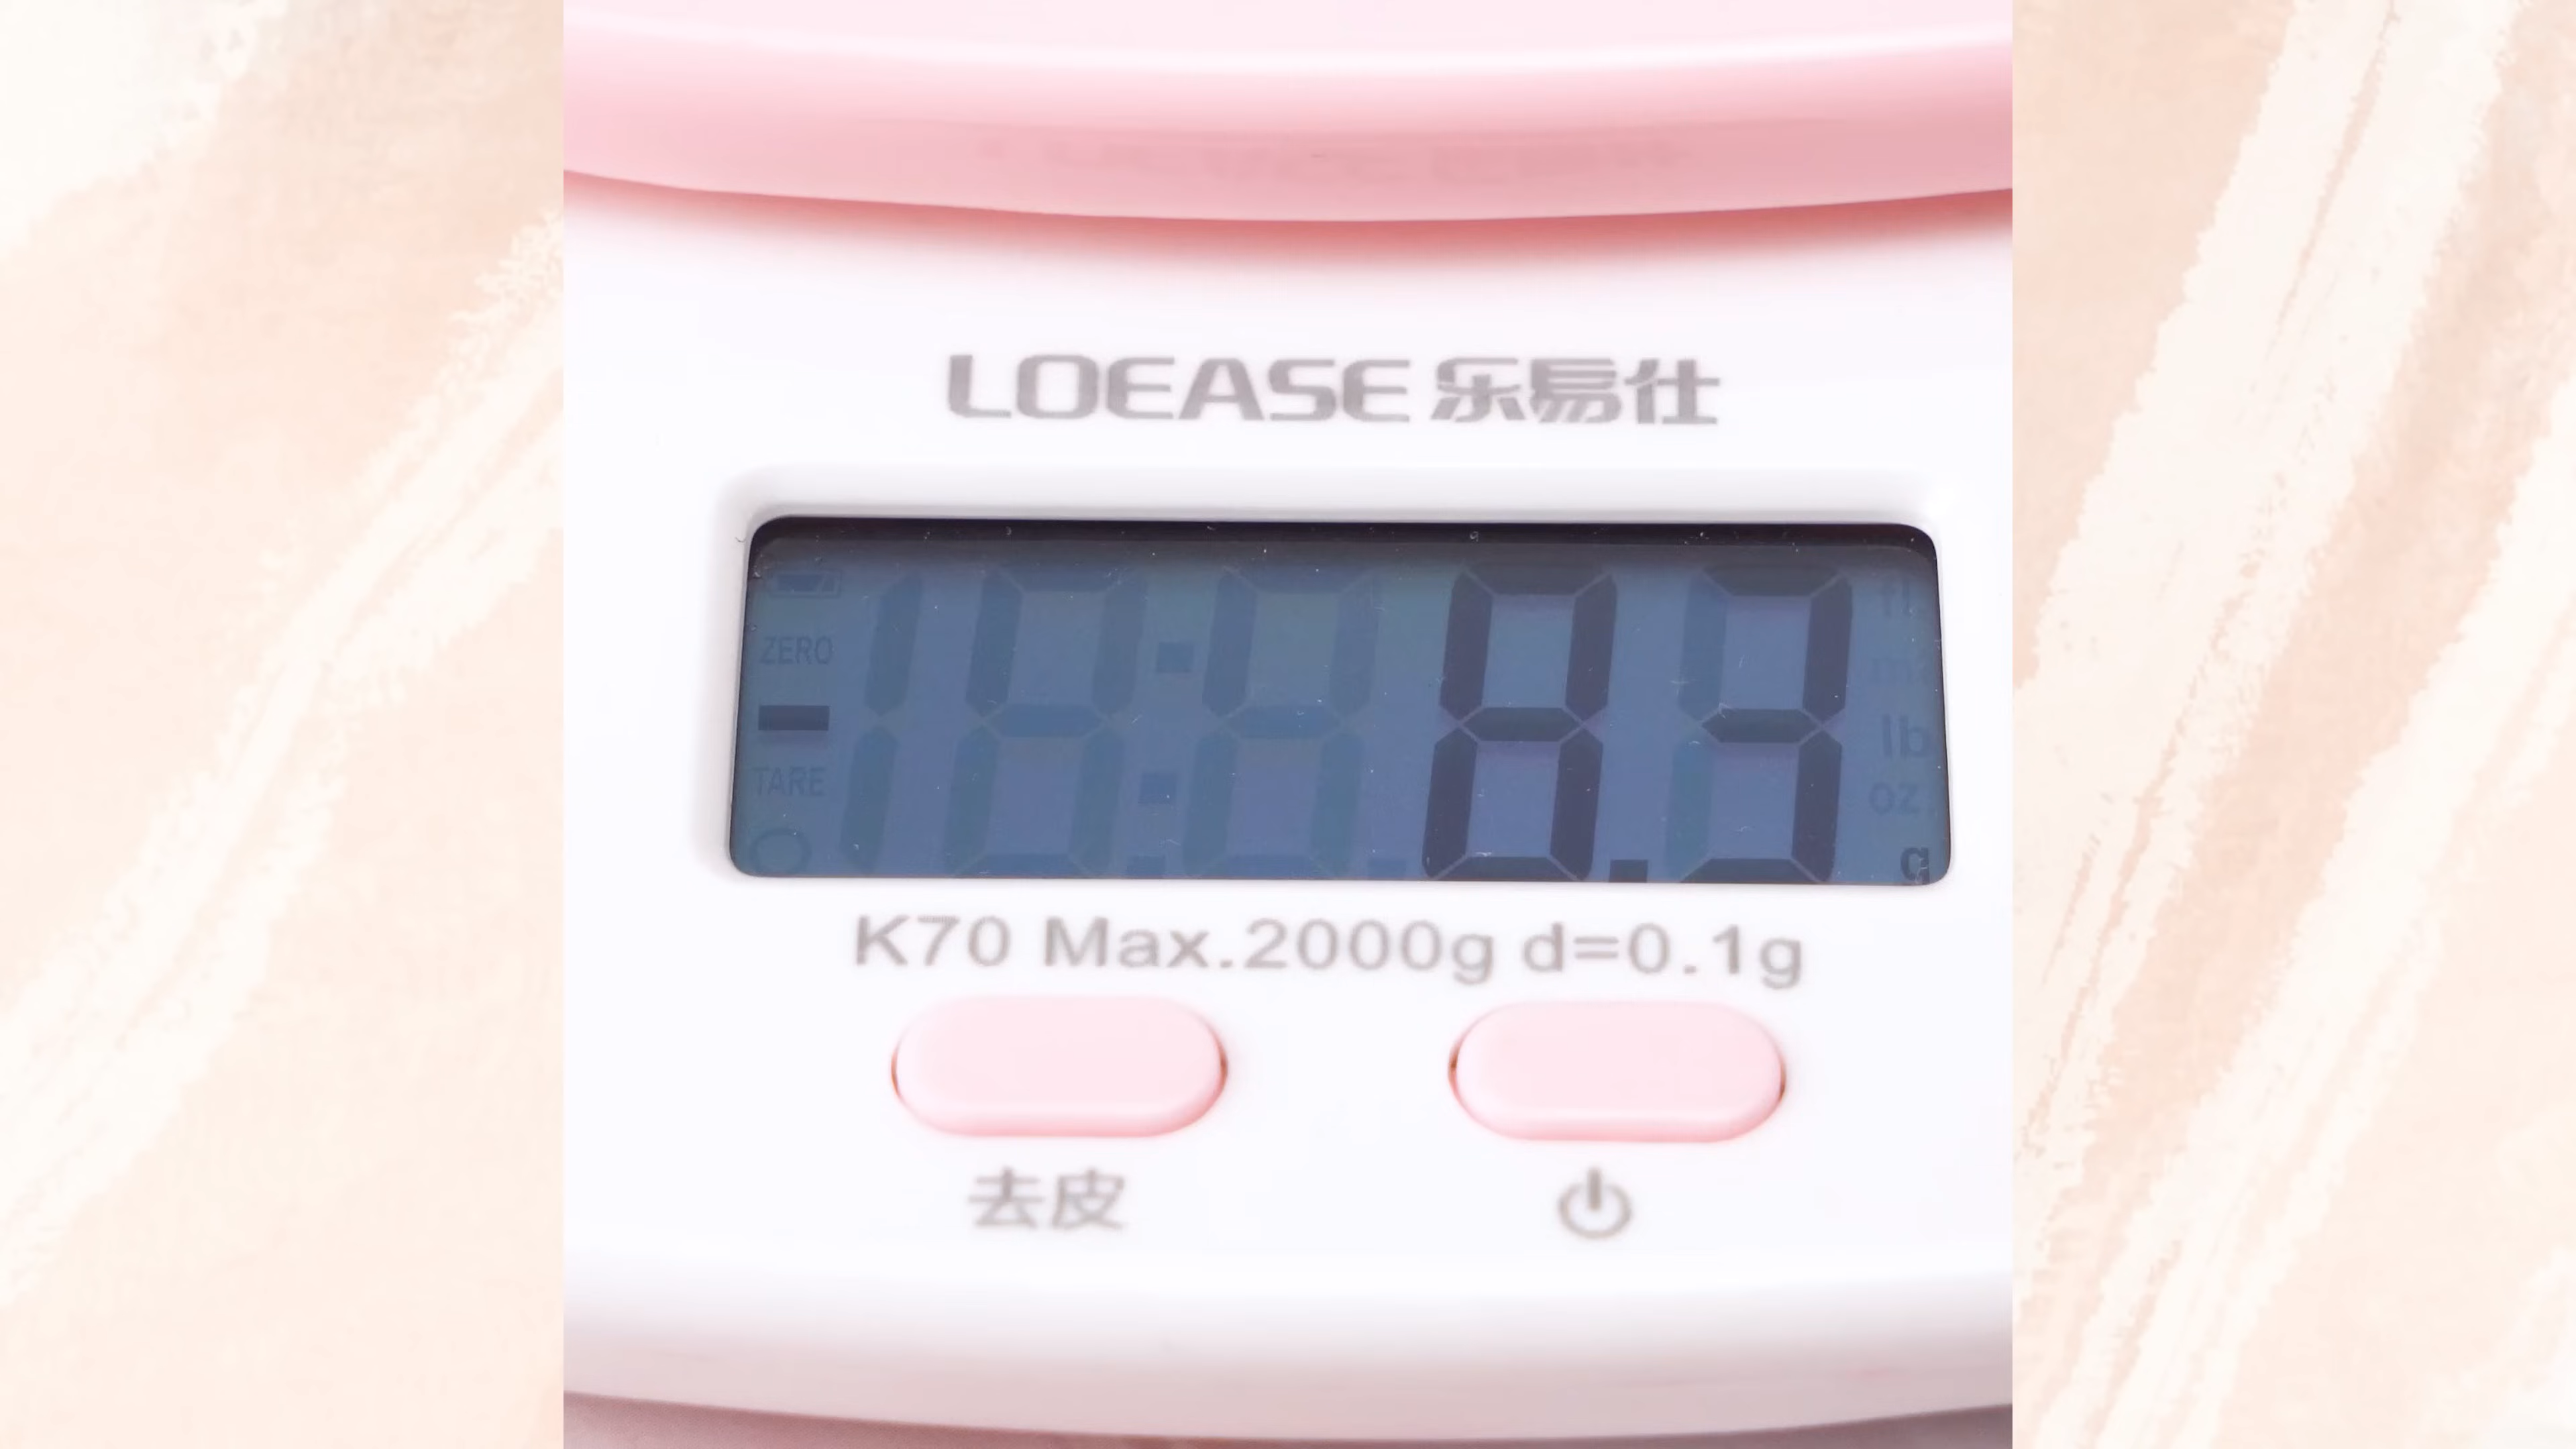 LOEASE 乐易仕
ZERO
-8.3
TARE
lb
oz
g
K70 Max.2000g d=0.1g
去皮